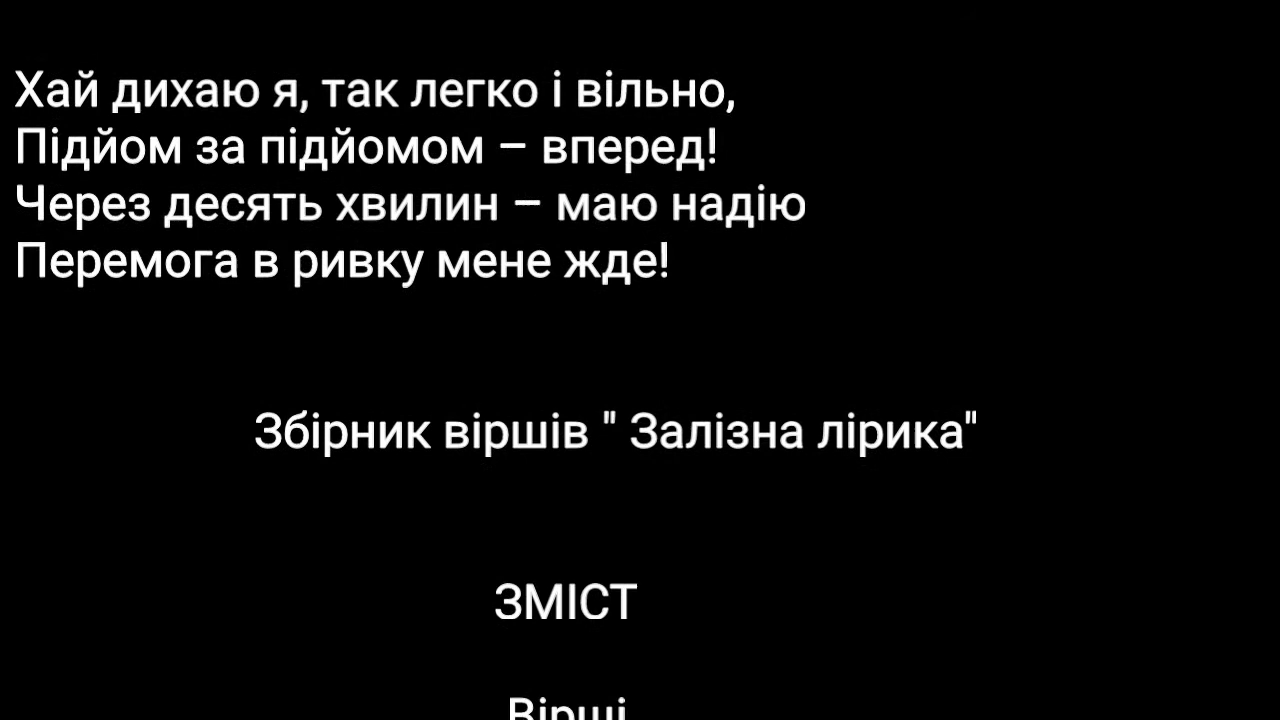 Хай дихаю я, так легко і вільно,
Підйом за підйомом – вперед!
Через десять хвилин – маю надію
Перемога в ривку мене жде!
Збірник віршів " Залізна лірика"
ЗМІСТ
Вірші